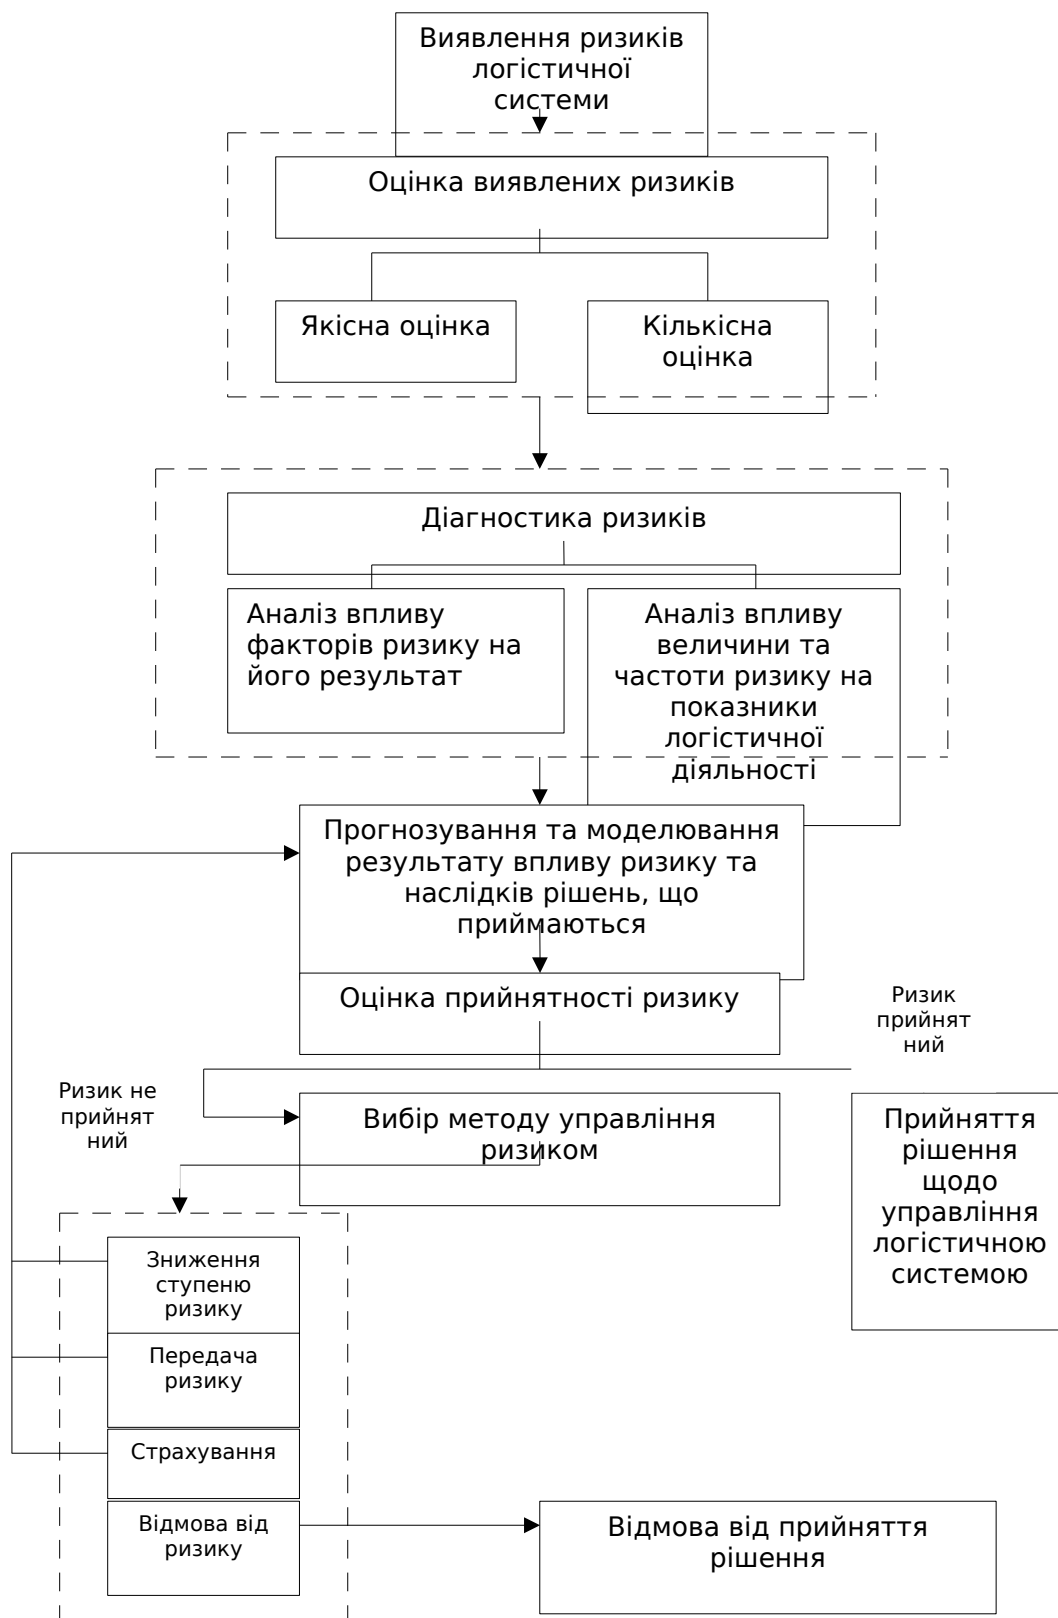 Виявлення ризиків
логістичної
системи
Оцінка виявлених ризиків
Якісна оцінка
Кількісна
оцінка
Діагностика ризиків
Аналіз впливу
факторів ризику на
його результат
Аналіз впливу
величини та
частоти ризику на
показники
логістичної
діяльності
Прогнозування та моделювання
результату впливу ризику та
наслідків рішень, що
приймаються
Оцінка прийнятності ризику
Ризик
прийнят
ний
Ризик не
прийнят
ний
Вибір методу управління
ризиком
Прийняття
рішення
щодо
управління
логістичною
системою
Зниження
ступеню
ризику
Передача
ризику
Страхування
Відмова від
ризику
Відмова від прийняття
рішення